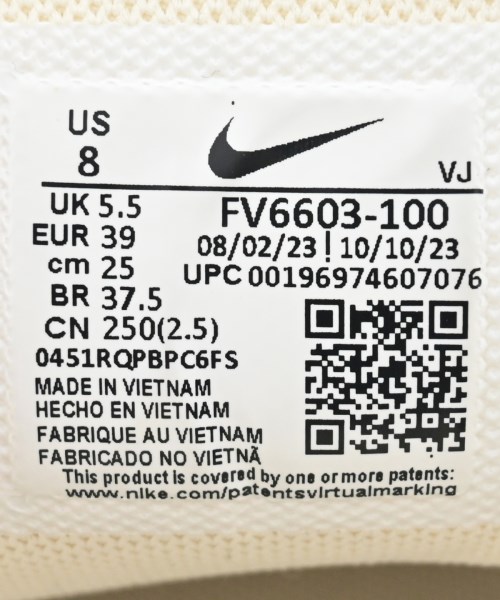 US
8
VJ
UK 5.5
EUR 39
cm 25
BR 37.5
CN 250(2.5)
FV6603-100
08/02/23 | 10/10/23
UPC 00196974607076
0451RQPBPC6FS
MADE IN VIETNAM
HECHO EN VIETNAM
FABRIQUE AU VIETNAM
FABRICADO NO VIETNÃ
This product is covered by one or more patents:
www.nike.com/patentsvirtualmarking